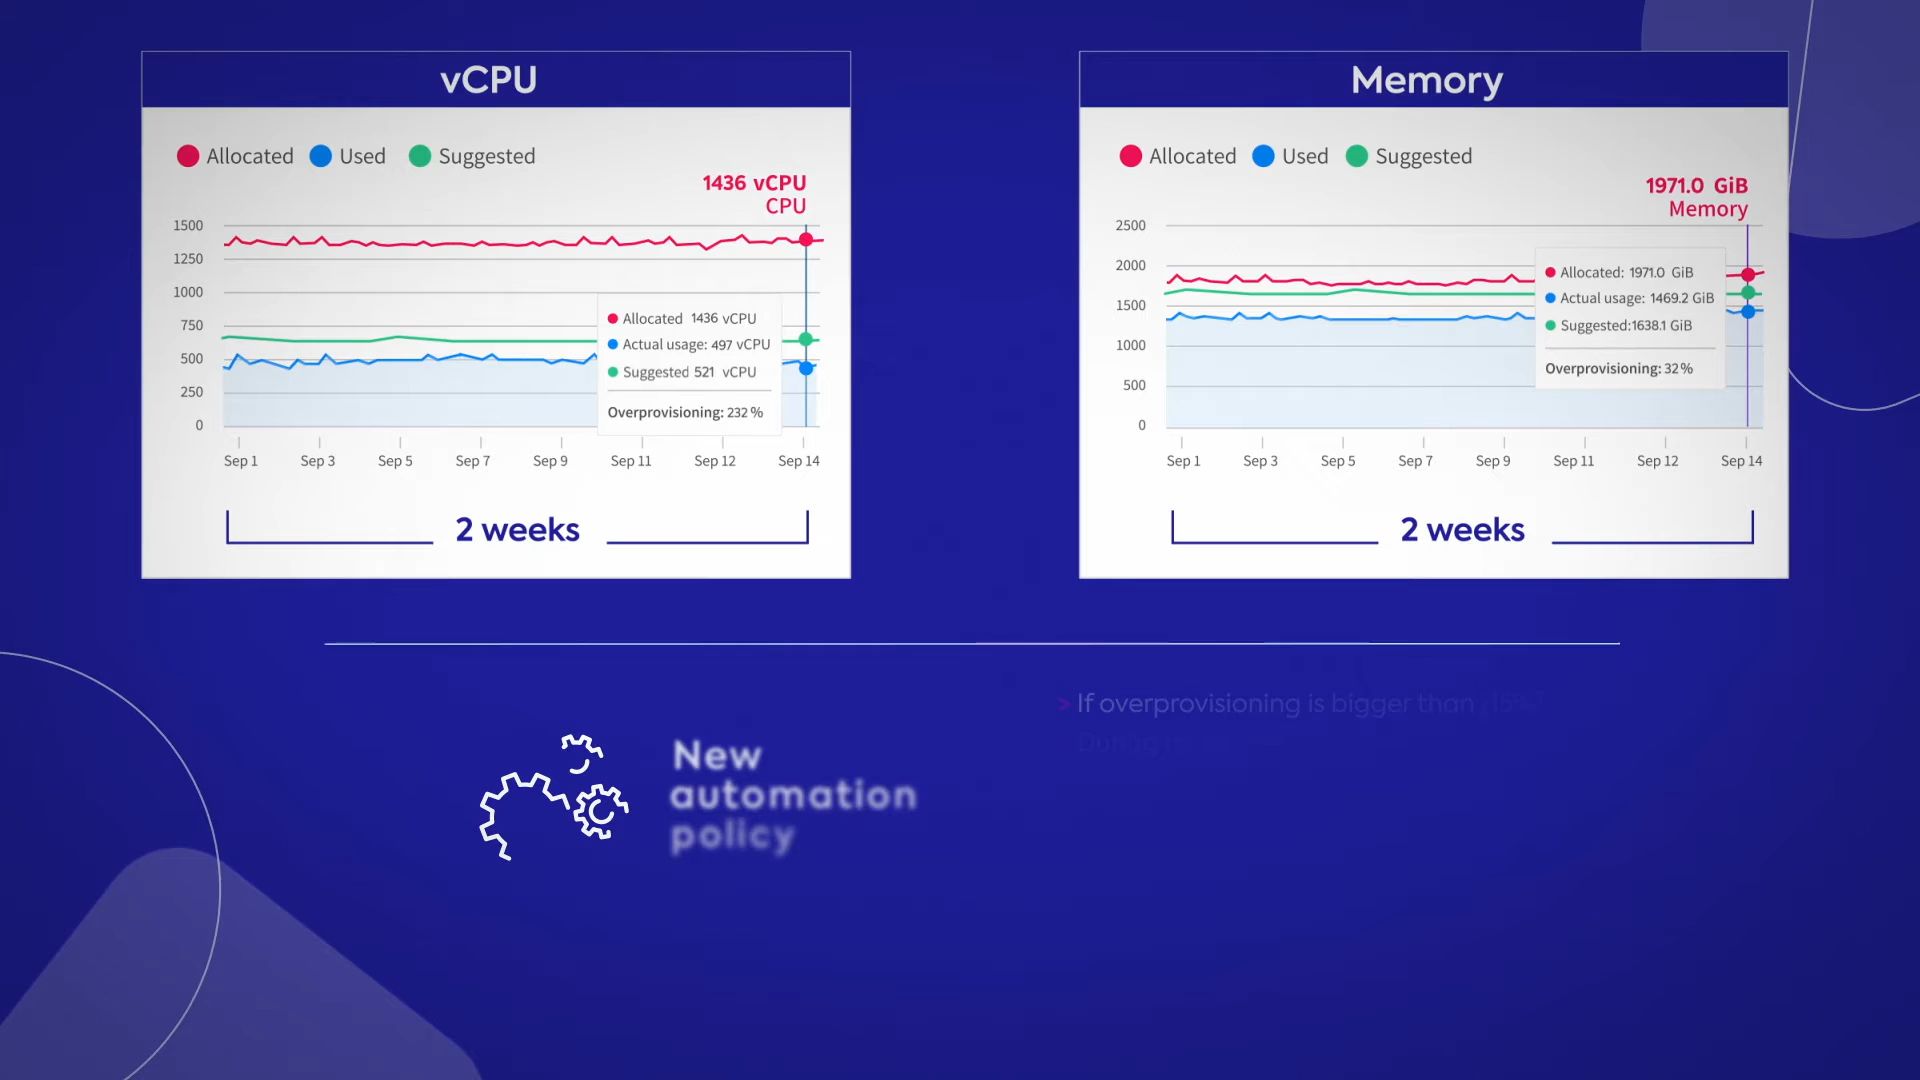 vCPU
Allocated Used Suggested
1436 vCPU
CPU
1500
1250
1000
750
500
250
0
Allocated 1436 vCPU
Actual usage: 497 vCPU
Suggested 521 vCPU
Overprovisioning: 232 %
Sep 1 Sep 3 Sep 5 Sep 7 Sep 9 Sep 11 Sep 12 Sep 14
2 weeks
Memory
Allocated Used Suggested
1971.0 GiB
Memory
2500
2000
1500
1000
500
0
Allocated: 1971.0 GiB
Actual usage: 1469.2 GiB
Suggested:1638.1 GiB
Overprovisioning: 32 %
Sep 1 Sep 3 Sep 5 Sep 7 Sep 9 Sep 11 Sep 12 Sep 14
2 weeks
New
automation
policy
> If overprovisioning is bigger than 15%
During